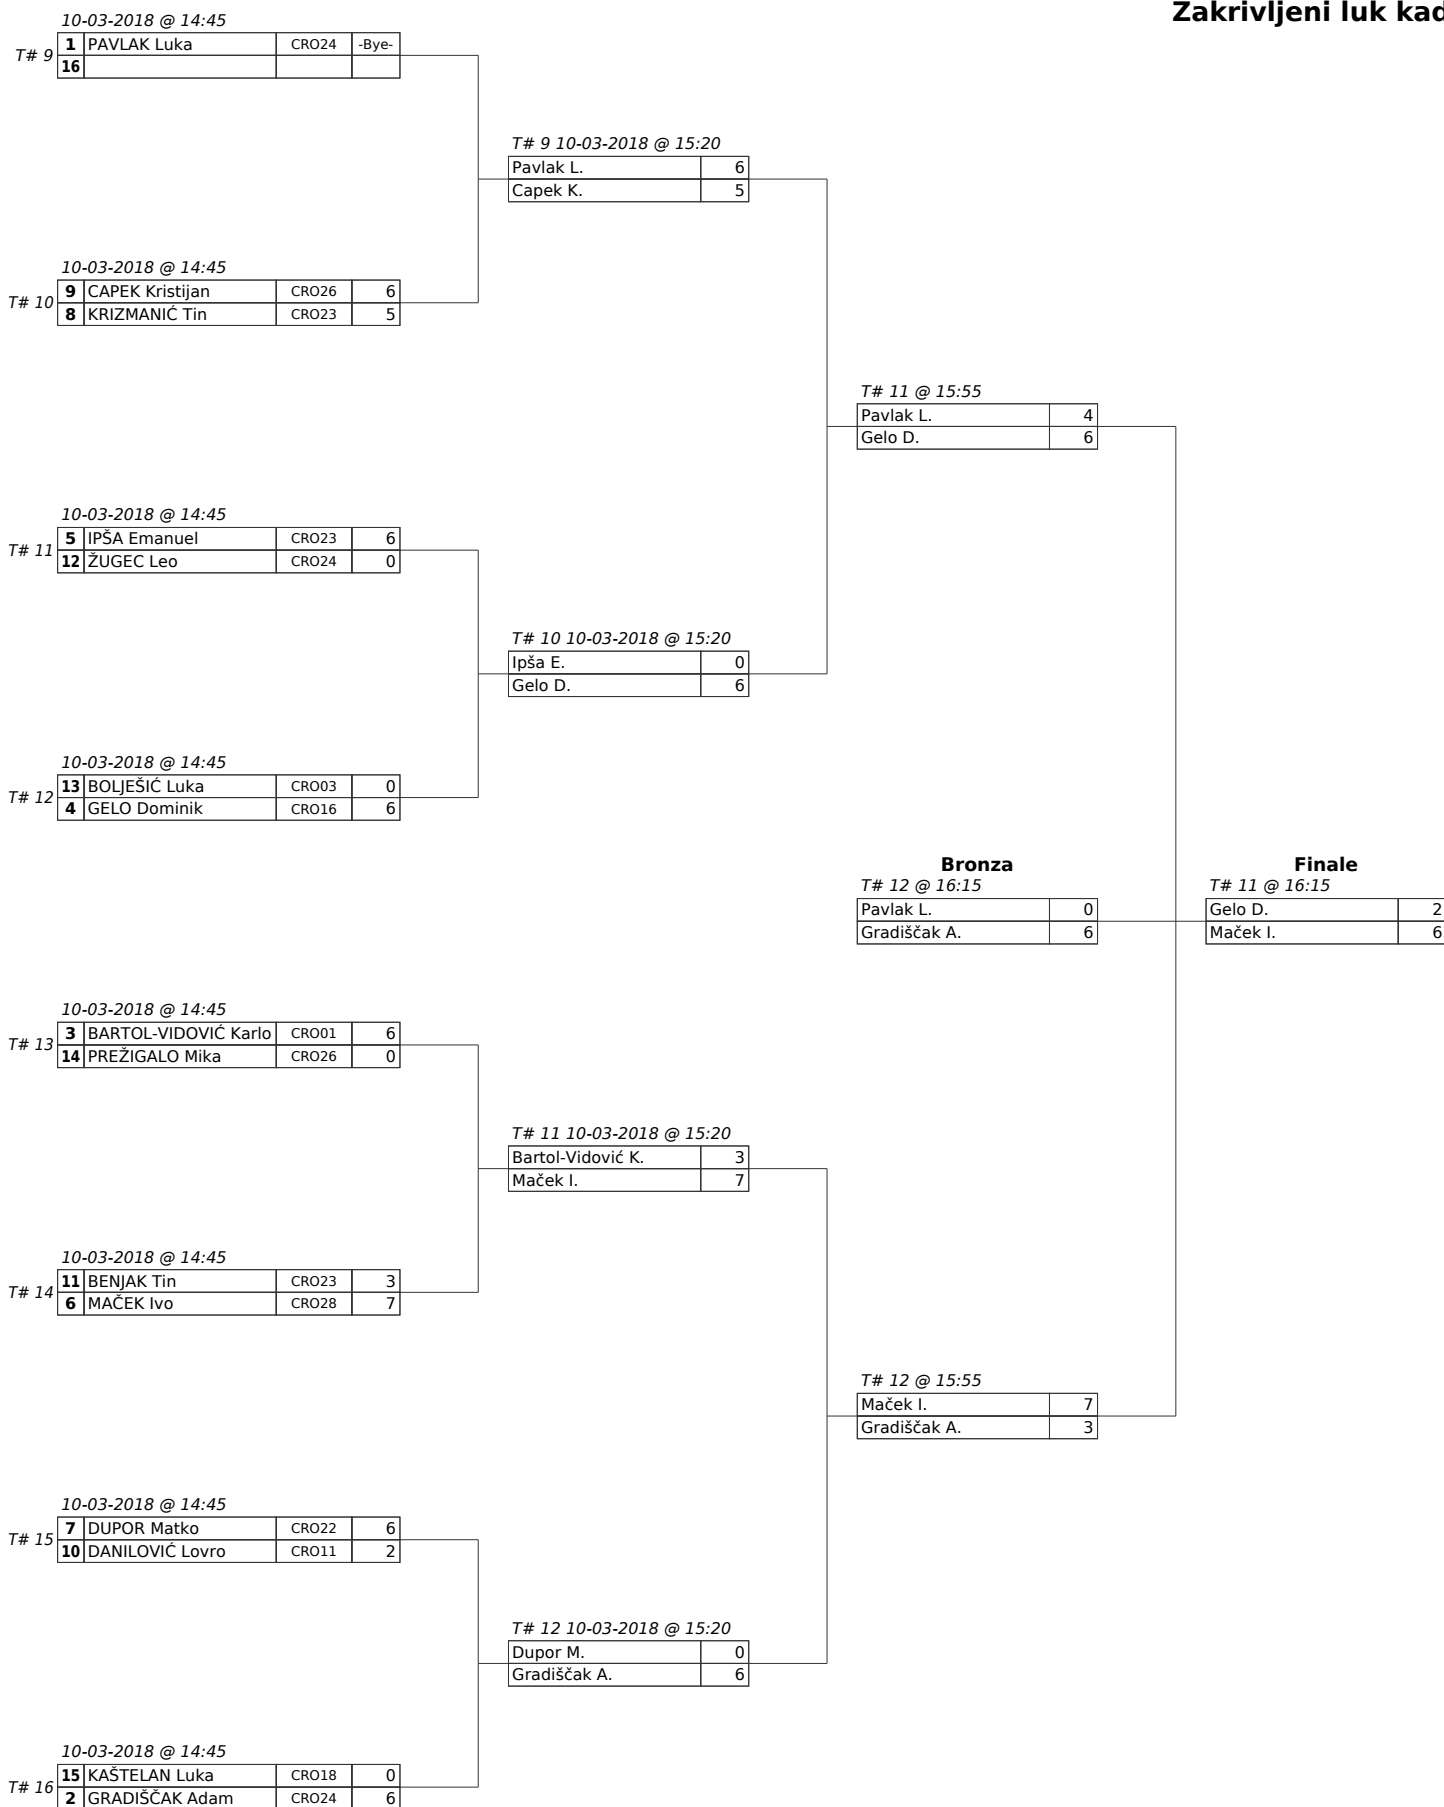 Zakrivljeni luk kad
10-03-2018 @ 14:45
T# 9
1 PAVLAK Luka CRO24 -Bye-
16
T# 9 10-03-2018 @ 15:20
Pavlak L. 6
Capek K. 5
10-03-2018 @ 14:45
T# 10
9 CAPEK Kristijan CRO26 6
8 KRIZMANIĆ Tin CRO23 5
T# 11 @ 15:55
Pavlak L. 4
Gelo D. 6
10-03-2018 @ 14:45
T# 11
5 IPŠA Emanuel CRO23 6
12 ŽUGEC Leo CRO24 0
T# 10 10-03-2018 @ 15:20
Ipša E. 0
Gelo D. 6
10-03-2018 @ 14:45
T# 12
13 BOLJEŠIĆ Luka CRO03 0
4 GELO Dominik CRO16 6
Bronza
T# 12 @ 16:15
Pavlak L. 0
Gradiščak A. 6
Finale
T# 11 @ 16:15
Gelo D. 2
Maček I. 6
10-03-2018 @ 14:45
T# 13
3 BARTOL-VIDOVIĆ Karlo CRO01 6
14 PREŽIGALO Mika CRO26 0
T# 11 10-03-2018 @ 15:20
Bartol-Vidović K. 3
Maček I. 7
10-03-2018 @ 14:45
T# 14
11 BENJAK Tin CRO23 3
6 MAČEK Ivo CRO28 7
T# 12 @ 15:55
Maček I. 7
Gradiščak A. 3
10-03-2018 @ 14:45
T# 15
7 DUPOR Matko CRO22 6
10 DANILOVIĆ Lovro CRO11 2
T# 12 10-03-2018 @ 15:20
Dupor M. 0
Gradiščak A. 6
10-03-2018 @ 14:45
T# 16
15 KAŠTELAN Luka CRO18 0
2 GRADIŠČAK Adam CRO24 6